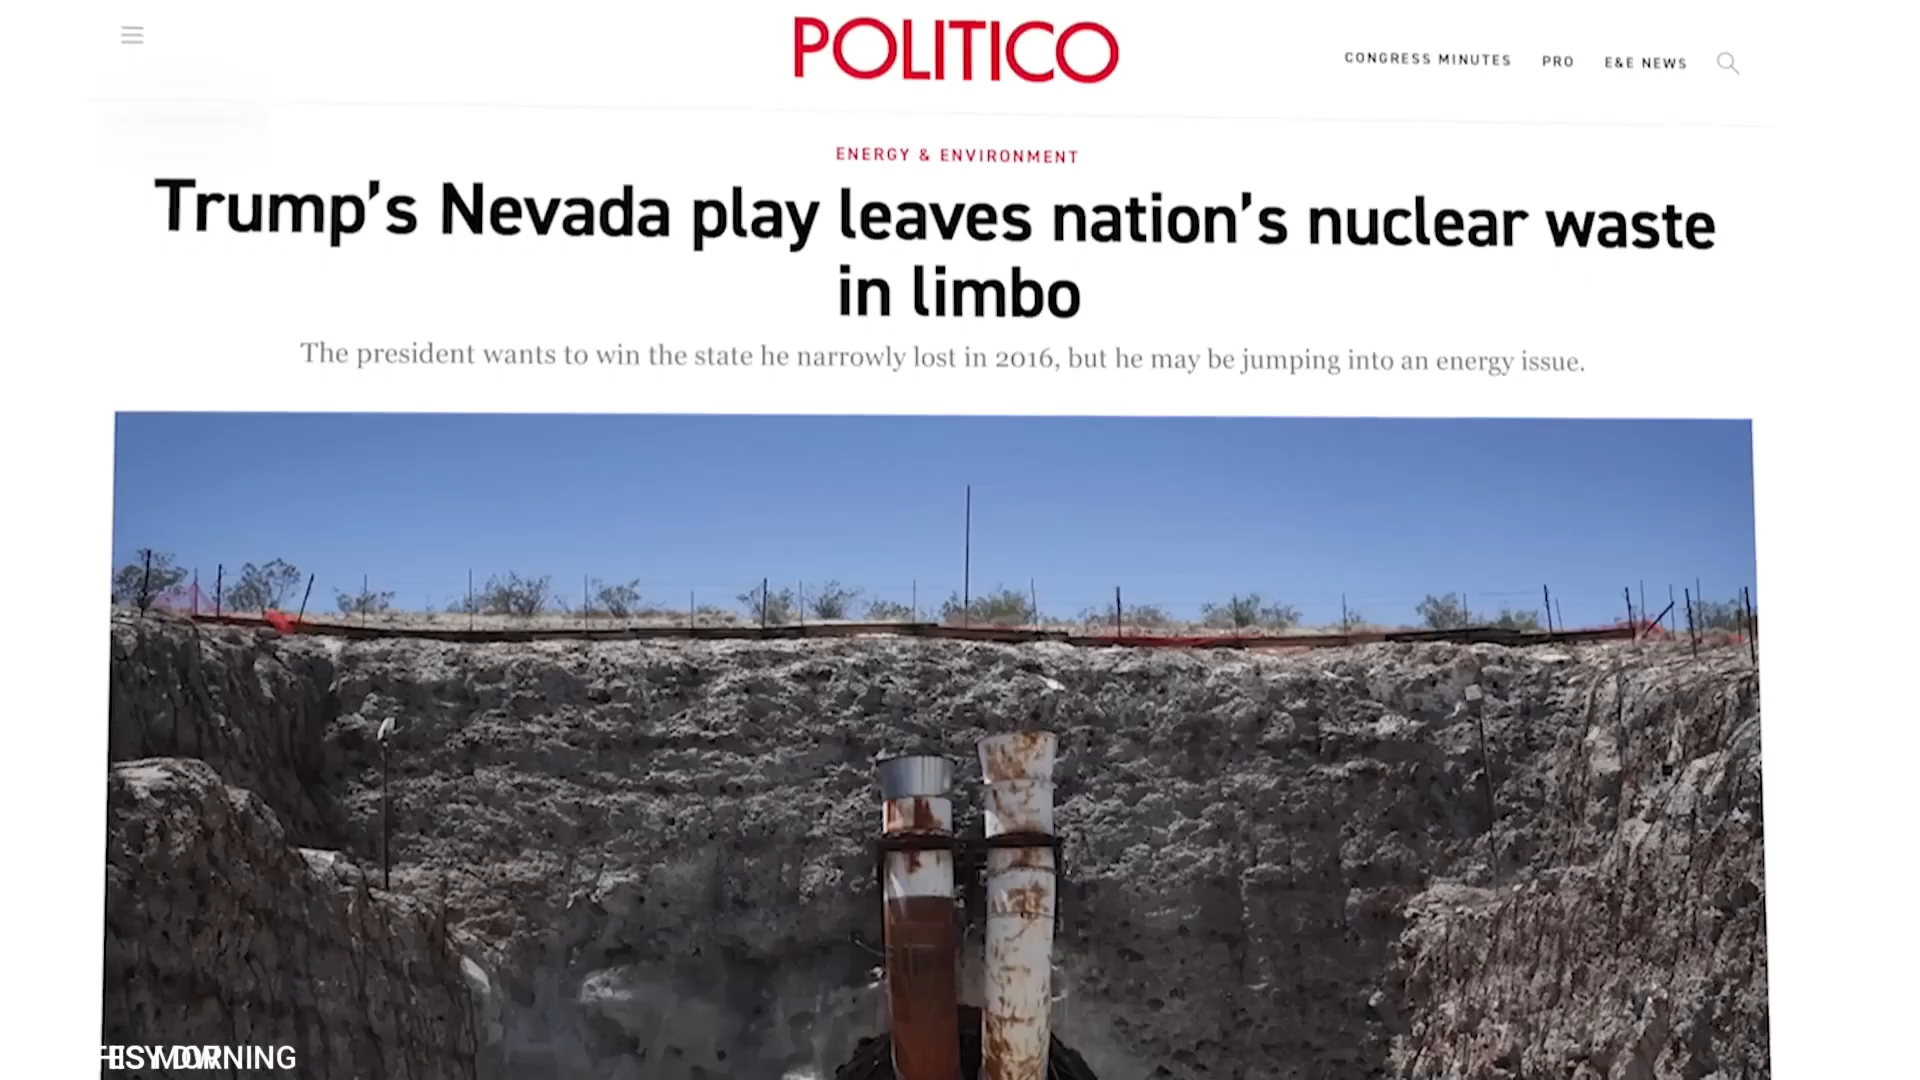 POLITICO
CONGRESS MINUTES PRO E&E NEWS
ENERGY & ENVIRONMENT
Trump's Nevada play leaves nation's nuclear waste
in limbo
The president wants to win the state he narrowly lost in 2016, but he may be jumping into an energy issue.